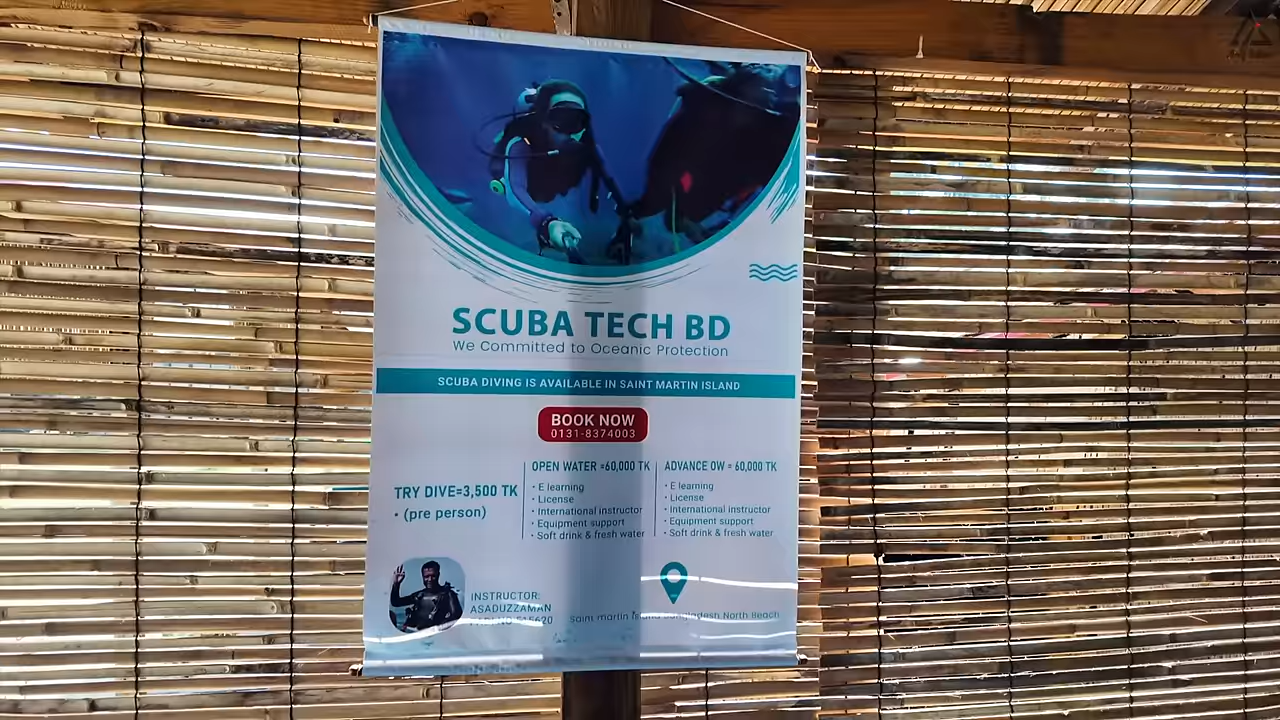 SCUBA TECH BD
We Committed to Oceanic Protection
SCUBA DIVING IS AVAILABLE IN SAINT MARTIN ISLAND
BOOK NOW
0131-8374003
TRY DIVE=3,500 TK
• (pre person)
OPEN WATER =60,000 TK
• E learning
• License
• International instructor
• Equipment support
• Soft drink & fresh water
ADVANCE OW = 60,000 TK
• E learning
• License
• International instructor
• Equipment support
• Soft drink & fresh water
INSTRUCTOR:
ASADUZZAMAN
Saint martin Island Bangladesh North Beach